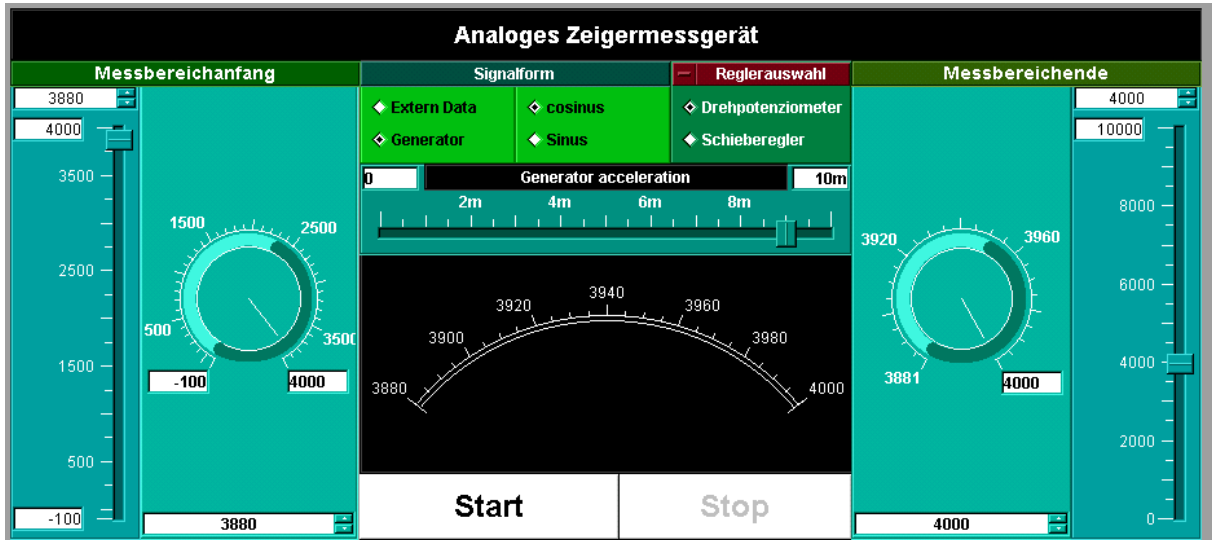 Analoges Zeigermessgerät
Messbereichanfang
Signalform
Reglerauswahl
Messbereichende
3880
4000
3500
2500
1500
500
-100
1500
2500
500
3500
-100
4000
3880
Extern Data
cosinus
Generator
Sinus
Drehpotenziometer
Schieberegler
0
Generator acceleration
10m
2m
4m
6m
8m
3880
3900
3920
3940
3960
3980
4000
Start
Stop
3920
3960
3881
4000
4000
4000
10000
8000
6000
4000
2000
0